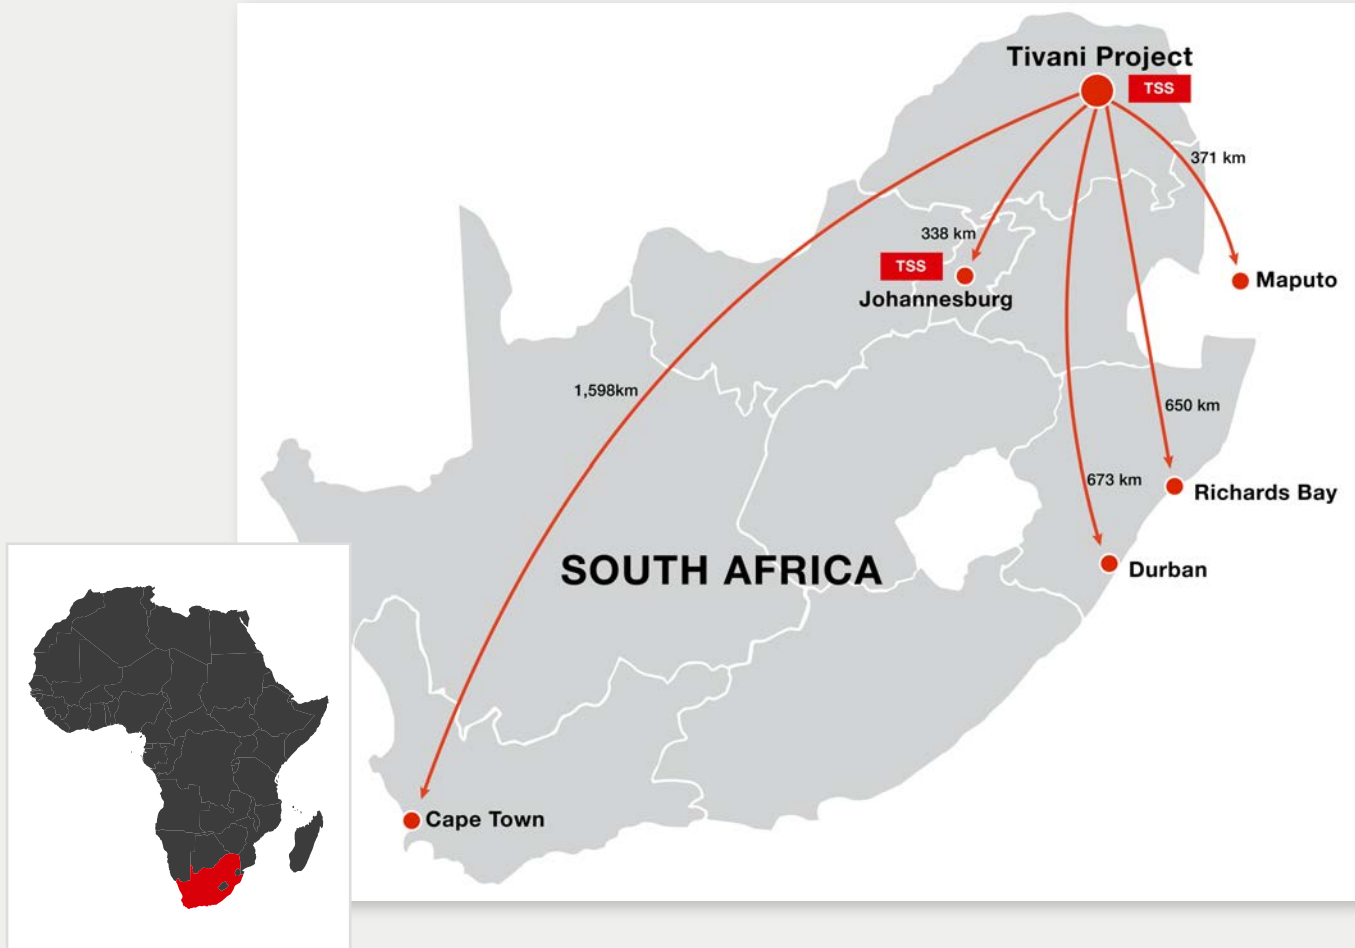 Tivani Project
TSS
371 km
338 km
TSS
Johannesburg
Maputo
1,598km
650 km
673 km
Richards Bay
SOUTH AFRICA
Durban
Cape Town